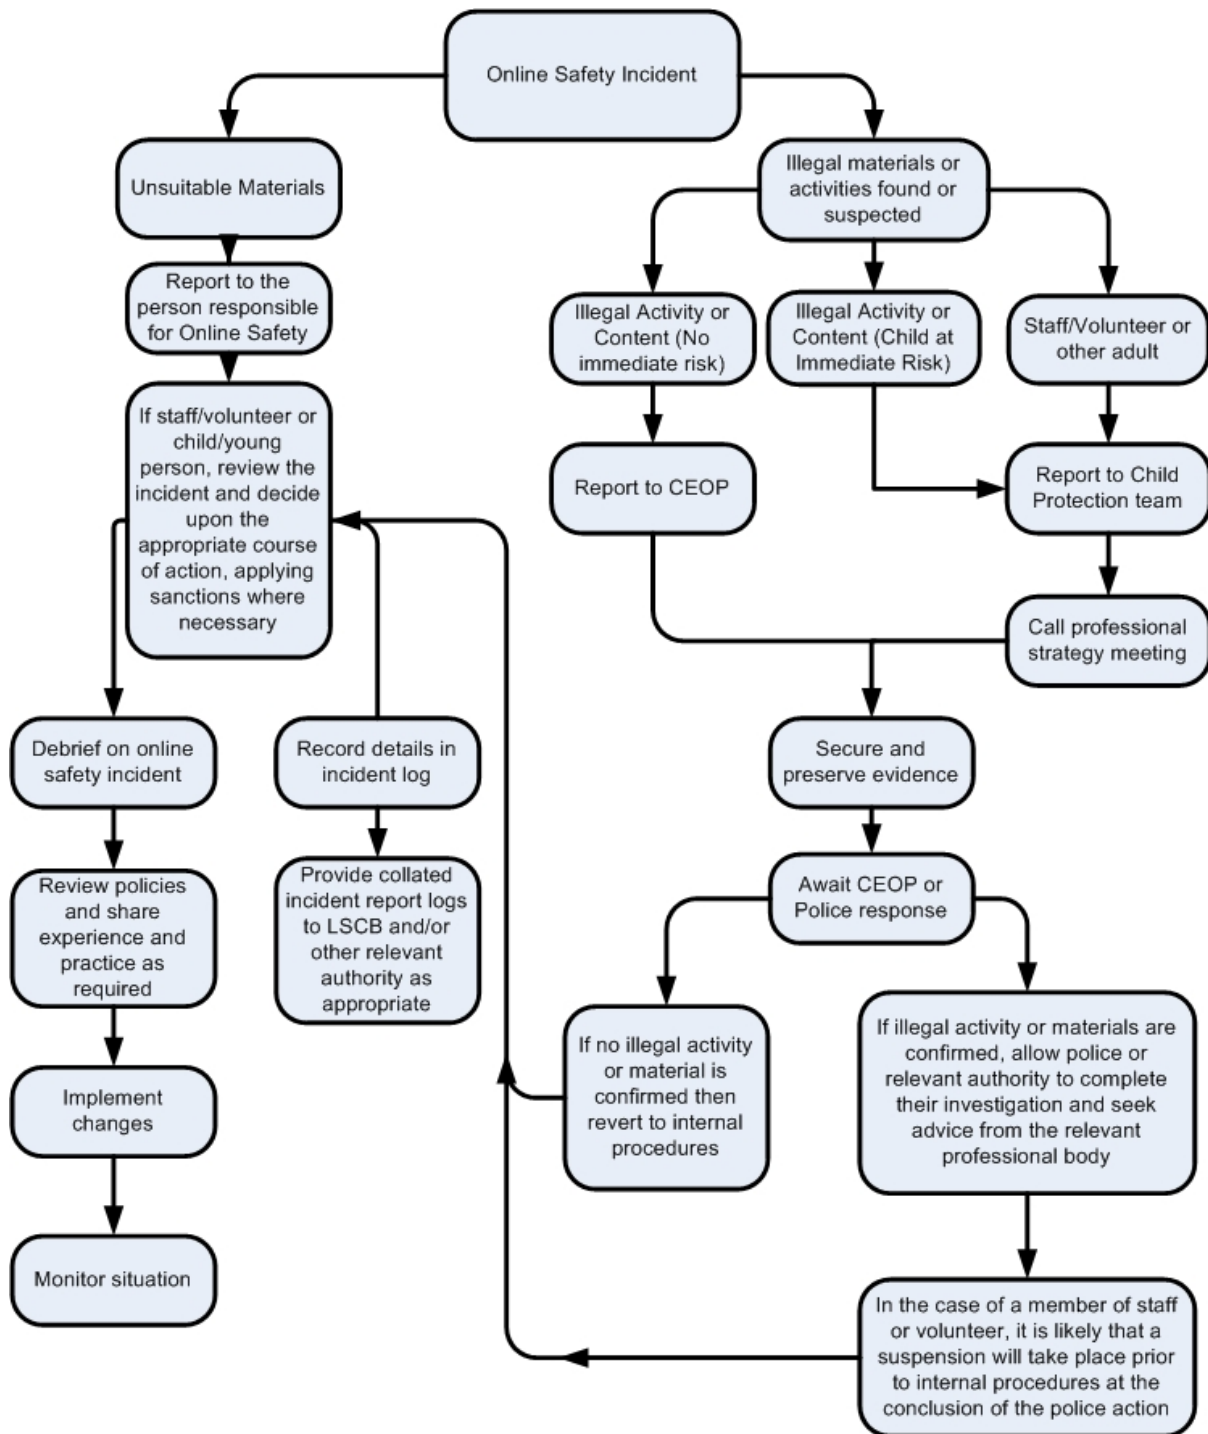 Online Safety Incident
Unsuitable Materials
Illegal materials or
activities found or
suspected
Report to the
person responsible
for Online Safety
Illegal Activity or
Content (No
immediate risk)
Illegal Activity or
Content (Child at
Immediate Risk)
Staff/Volunteer or
other adult
If staff/volunteer or
child/young
person, review the
incident and decide
upon the
appropriate course
of action, applying
sanctions where
necessary
Report to CEOP
Report to Child
Protection team
Call professional
strategy meeting
Debrief on online
safety incident
Record details in
incident log
Secure and
preserve evidence
Review policies
and share
experience and
practice as
required
Provide collated
incident report logs
to LSCB and/or
other relevant
authority as
appropriate
Await CEOP or
Police response
If no illegal activity
or material is
confirmed then
revert to internal
procedures
If illegal activity or materials are
confirmed, allow police or
relevant authority to complete
their investigation and seek
advice from the relevant
professional body
Implement
changes
Monitor situation
In the case of a member of staff
or volunteer, it is likely that a
suspension will take place prior
to internal procedures at the
conclusion of the police action